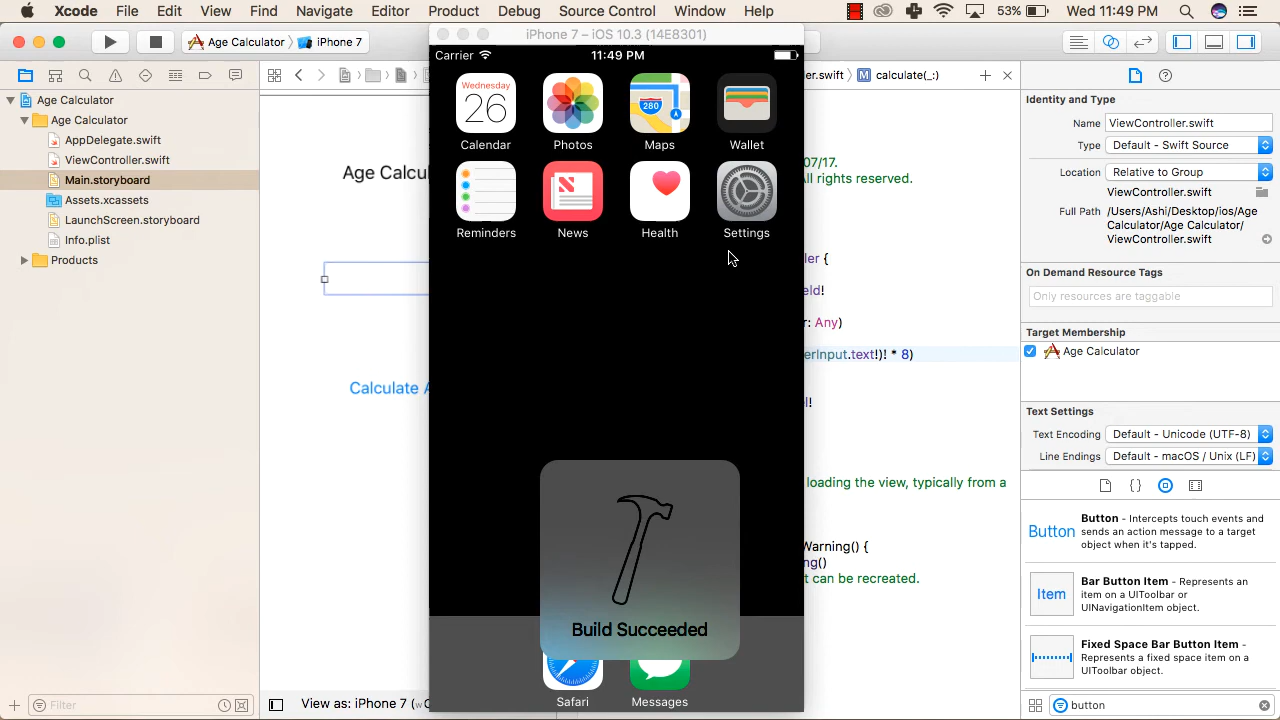 Xcode File Edit View Find Navigate Editor Product Debug Source Control Window Help 53% Wed 11:49 PM
Age Calculator iPhone 7
iPhone 7 – iOS 10.3 (14E8301)
Carrier 11:49 PM
Wednesday
26
280
Calendar Photos Maps Wallet
Reminders News Health Settings
Build Succeeded
Safari Messages
Age Calculator
Age Calculator
AppDelegate.swift
ViewController.swift
Main.storyboard
Assets.xcassets
LaunchScreen.storyboard
Info.plist
Products
Filter
Age Calcu
Calculate A
View as: iPhone 7 (w
er.swift M calculate(_:)
07/17.
All rights reserved.
ler {
eld!
r: Any)
erInput.text!)! * 8)
l!
loading the view, typically from a
Warning() {
ng()
t can be recreated.
Identity and Type
Name ViewController.swift
Type Default - Swift Source
Location Relative to Group
ViewController.swift
Full Path /Users/Ashi/Desktop/ios/Age
Calculator/Age Calculator/
ViewController.swift
On Demand Resource Tags
Only resources are taggable
Target Membership
Age Calculator
Text Settings
Text Encoding Default - Unicode (UTF-8)
Line Endings Default - macOS / Unix (LF)
{}
Button
Button - Intercepts touch events and
sends an action message to a target
object when it's tapped.
Item
Bar Button Item - Represents an
item on a UIToolbar or
UINavigationItem object.
Fixed Space Bar Button Item -
Represents a fixed space item on a
UIToolbar object.
button